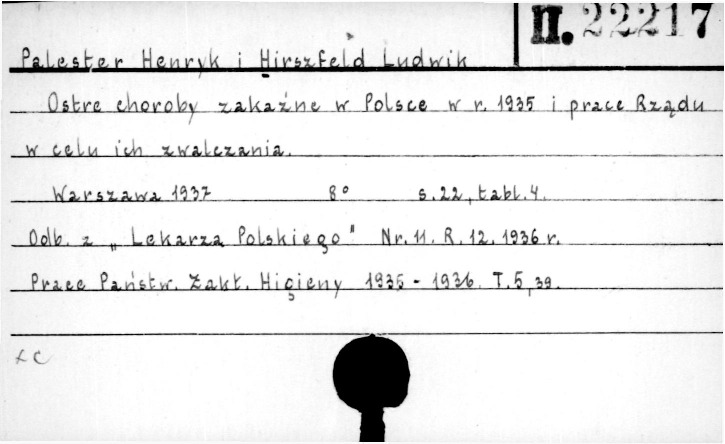 II. 22217
Palester Henryk i Hirszfeld Ludwik
Ostre choroby zakaźne w Polsce w r. 1935 i prace Rządu
w celu ich zwalczania.
Warszawa 1937 8° s. 22, tabl. 4.
Odb. z „Lekarza Polskiego" Nr. 11. R. 12. 1936 r.
Prace Państw. Zakł. Higieny 1935 - 1936. T. 5, 39.